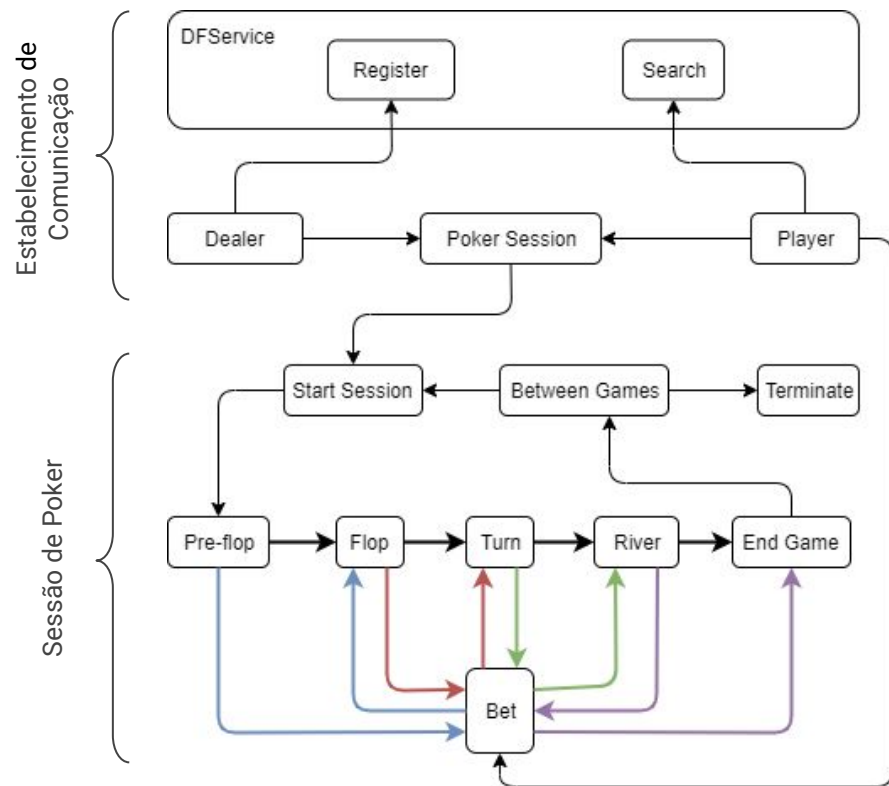 Estabelecimento de
Comunicação
DFService
Register
Search
Dealer
Poker Session
Player
Sessão de Poker
Start Session
Between Games
Terminate
Pre-flop
Flop
Turn
River
End Game
Bet